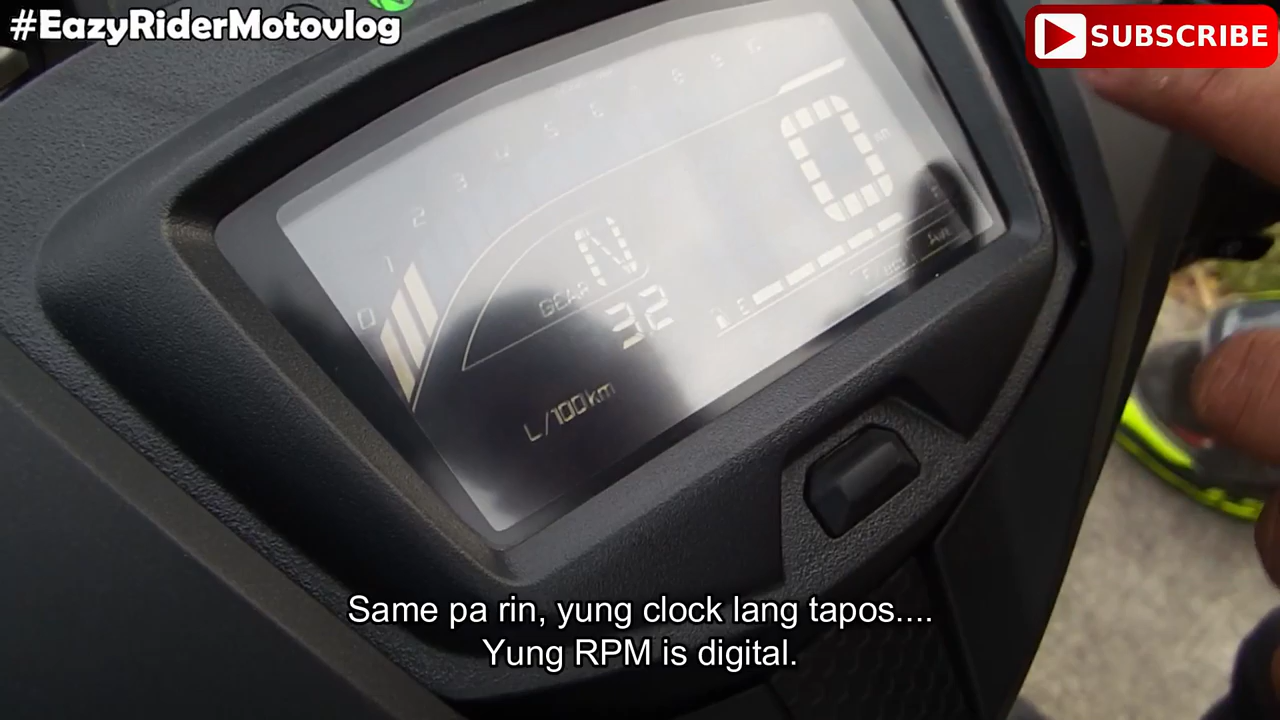 #EazyRiderMotovlog
SUBSCRIBE
0 1 2 3
5 6
0
N
GEAR
32
E
L/100km
Same pa rin, yung clock lang tapos....
Yung RPM is digital.